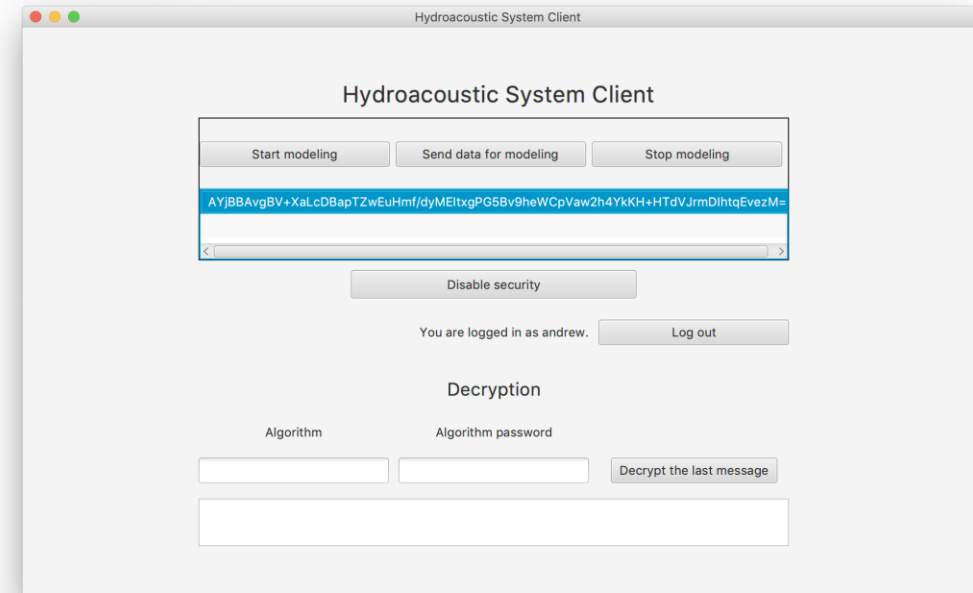 Hydroacoustic System Client
Hydroacoustic System Client
Start modeling Send data for modeling Stop modeling
AYjBBAvgBV+XaLcDBapTZwEuHmf/dyMEItxgPG5Bv9heWCpVaw2h4YkKH+HTdVJrmDIhtqEvezM=
Disable security
You are logged in as andrew. Log out
Decryption
Algorithm Algorithm password
Decrypt the last message